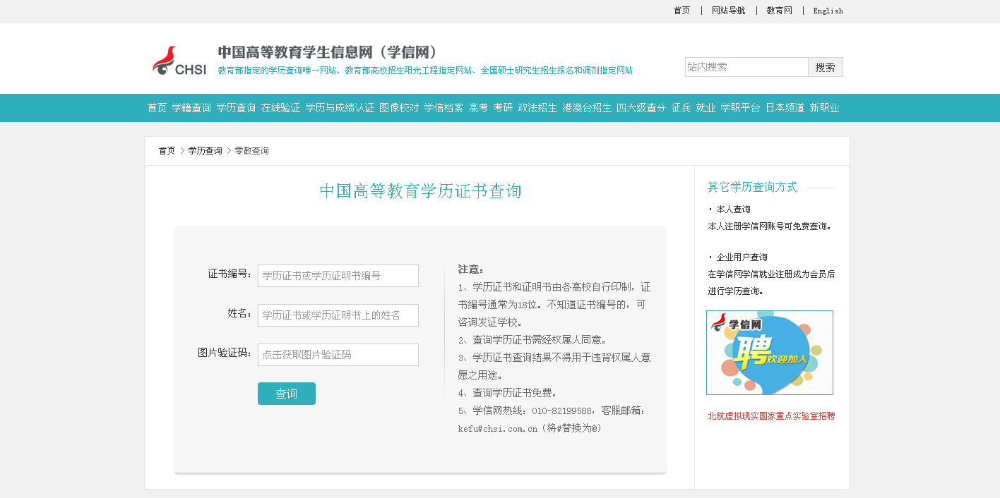 首页 | 网站导航 | 教育网 | English
CHSI
中国高等教育学生信息网（学信网）
教育部指定的学历查询唯一网站、教育部高校招生阳光工程指定网站、全国硕士研究生招生报名和调剂指定网站
站内搜索 搜索
首页 学籍查询 学历查询 在线验证 学历与成绩认证 图像校对 学信档案 高考 考研 政法招生 港澳台招生 四六级查分 征兵 就业 学职平台 日本频道 新职业
首页 > 学历查询 > 零散查询
中国高等教育学历证书查询
证书编号： 学历证书或学历证明书编号
姓名： 学历证书或学历证明书上的姓名
图片验证码： 点击获取图片验证码
查询
注意：
1、学历证书和证明书由各高校自行印制，证
书编号通常为18位。不知道证书编号的，可
咨询发证学校。
2、查询学历证书需经权属人同意。
3、学历证书查询结果不得用于违背权属人意
愿之用途。
4、查询学历证书免费。
5、学信网热线：010-82199588，客服邮箱：
kefu#chsi.com.cn（将#替换为@）
其它学历查询方式
· 本人查询
本人注册学信网账号可免费查询。
· 企业用户查询
在学信网学信就业注册成为会员后
进行学历查询。
学信网
聘欢迎加入
北航虚拟现实国家重点实验室招聘